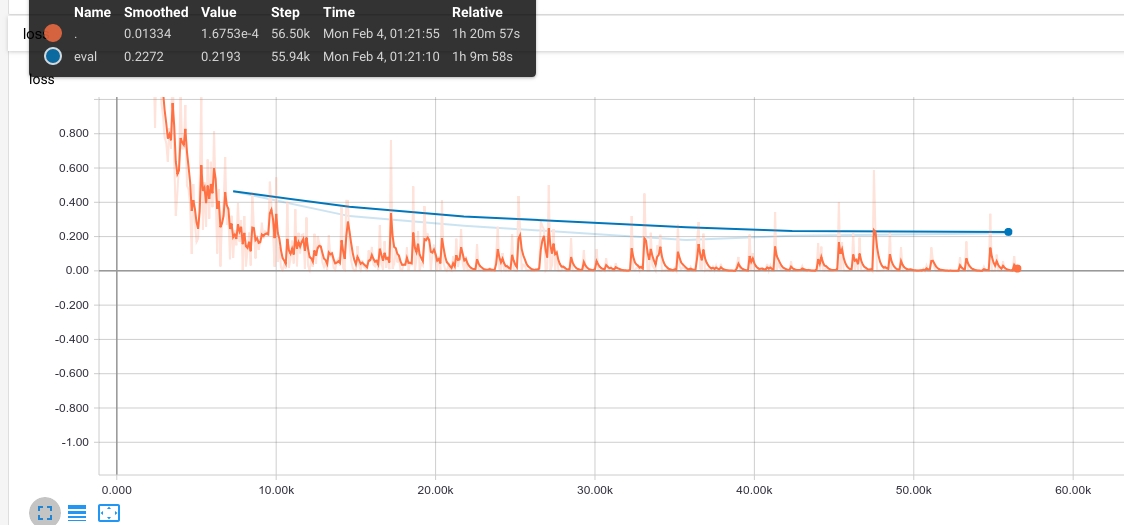 Name Smoothed Value Step Time Relative
. 0.01334 1.6753e-4 56.50k Mon Feb 4, 01:21:55 1h 20m 57s
eval 0.2272 0.2193 55.94k Mon Feb 4, 01:21:10 1h 9m 58s
loss
loss
0.800
0.600
0.400
0.200
0.00
-0.200
-0.400
-0.600
-0.800
-1.00
0.000 10.00k 20.00k 30.00k 40.00k 50.00k 60.00k